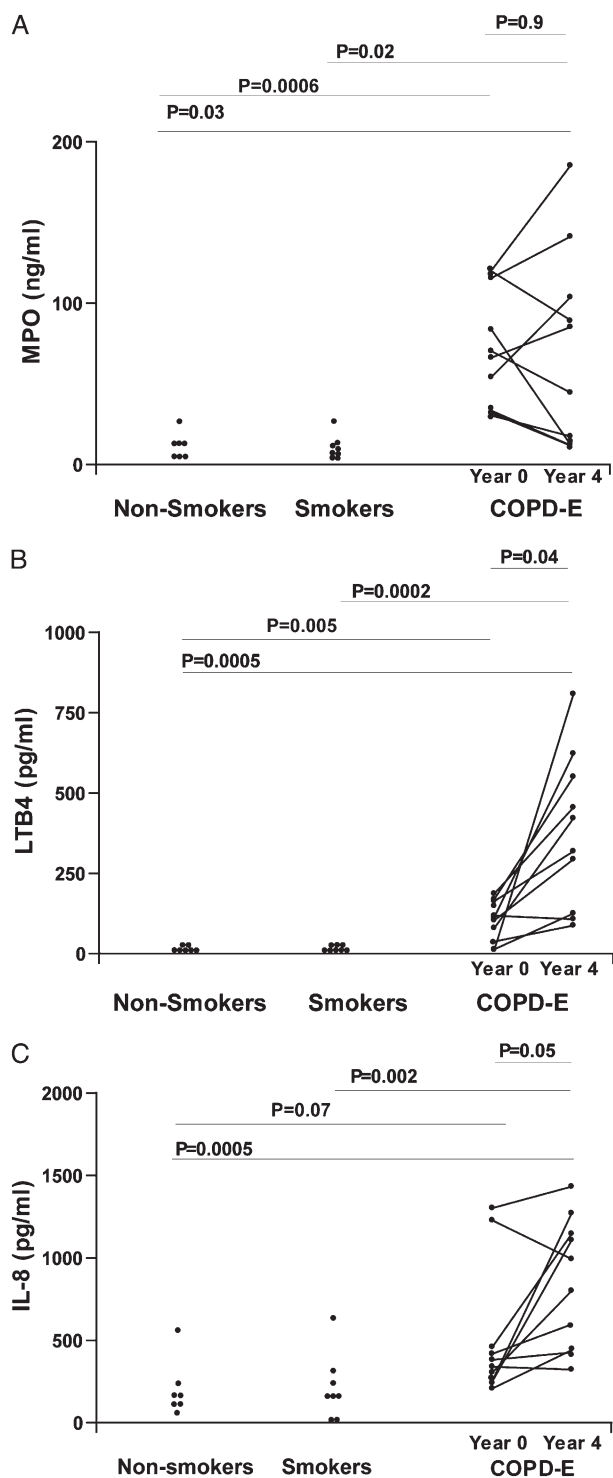 A
P=0.9
P=0.02
P=0.0006
P=0.03
200
100
0
MPO (ng/ml)
Year 0 Year 4
Non-Smokers Smokers COPD-E
B
P=0.04
P=0.0002
P=0.005
P=0.0005
1000
750
500
250
0
LTB4 (pg/ml)
Year 0 Year 4
Non-Smokers Smokers COPD-E
C
P=0.05
P=0.002
P=0.07
P=0.0005
2000
1500
1000
500
0
IL-8 (pg/ml)
Year 0 Year 4
Non-smokers Smokers COPD-E